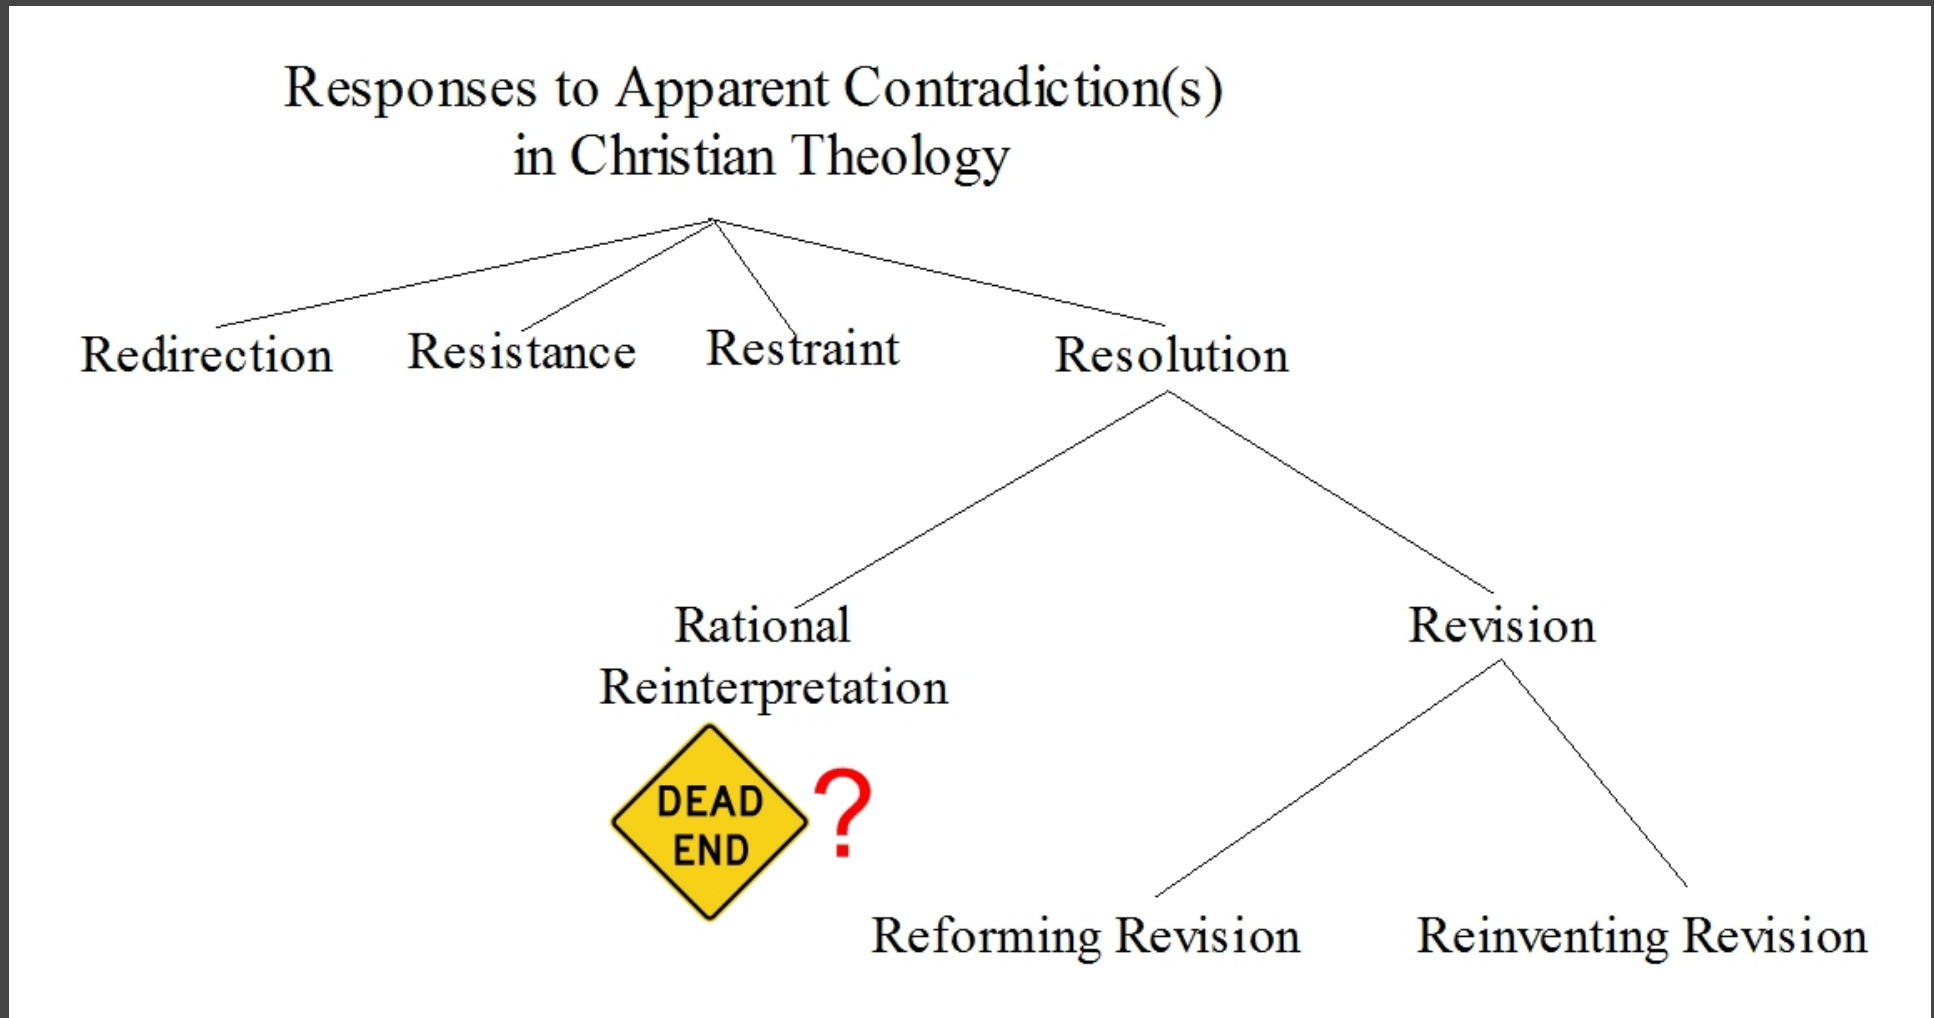 Responses to Apparent Contradiction(s)
in Christian Theology
Redirection
Resistance
Restraint
Resolution
Rational
Reinterpretation
Revision
DEAD
END
?
Reforming Revision
Reinventing Revision